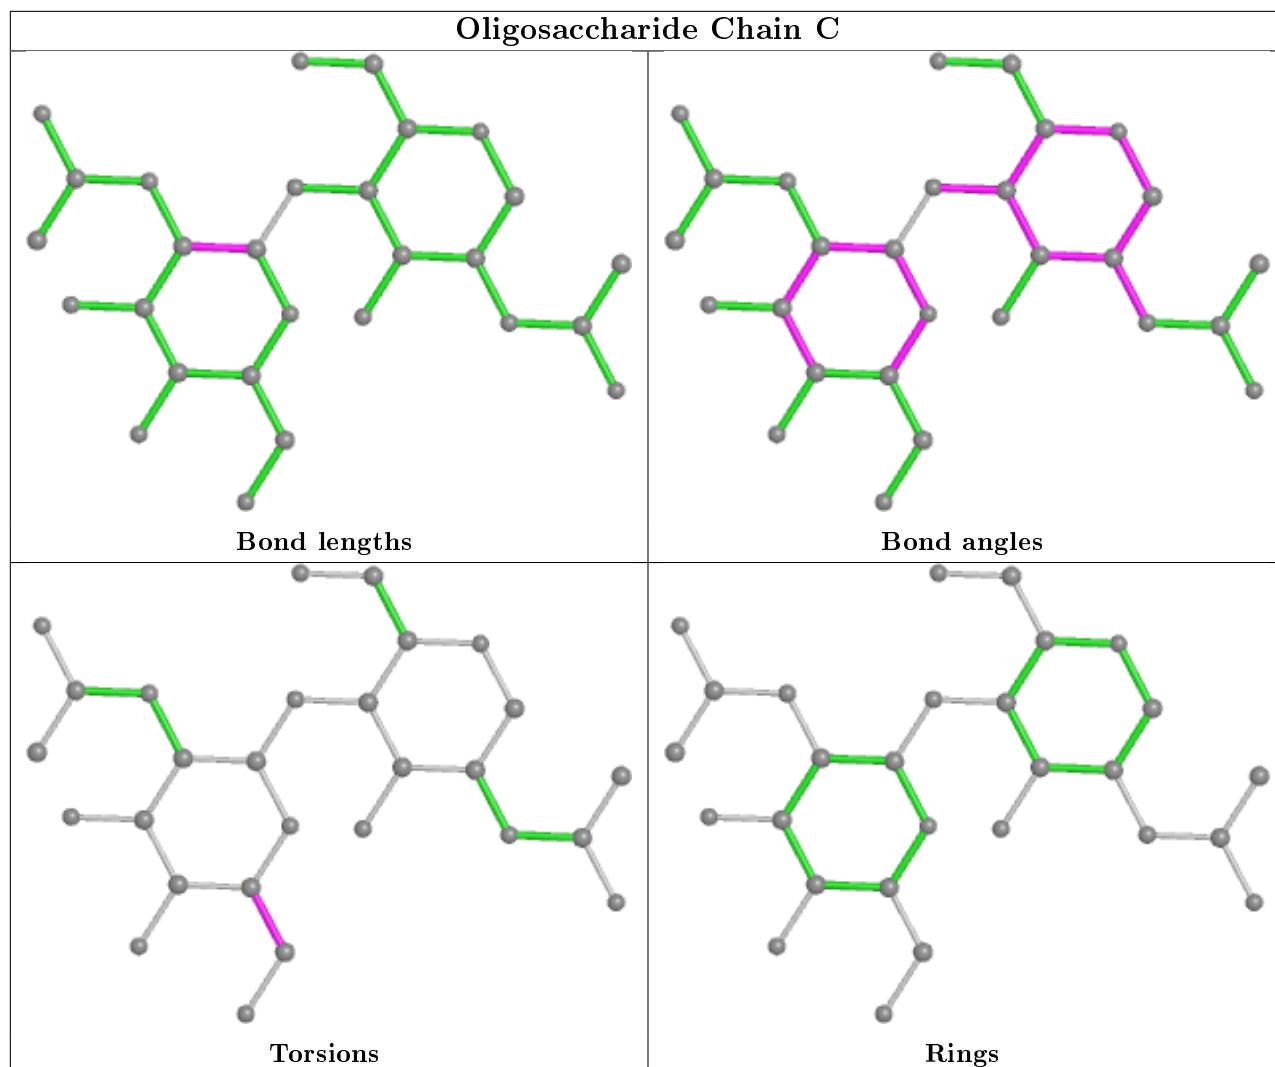 Oligosaccharide Chain C
Bond lengths
Bond angles
Torsions
Rings